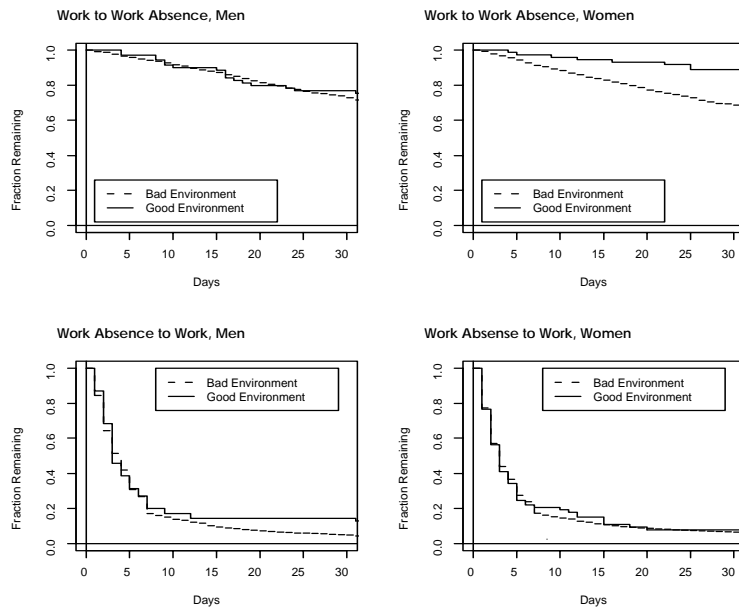 Work to Work Absence, Men
Fraction Remaining
1.0
0.8
0.6
0.4
0.2
0.0
Bad Environment
Good Environment
0 5 10 15 20 25 30
Days
Work to Work Absence, Women
Fraction Remaining
1.0
0.8
0.6
0.4
0.2
0.0
Bad Environment
Good Environment
0 5 10 15 20 25 30
Days
Work Absence to Work, Men
Fraction Remaining
1.0
0.8
0.6
0.4
0.2
0.0
Bad Environment
Good Environment
0 5 10 15 20 25 30
Days
Work Absense to Work, Women
Fraction Remaining
1.0
0.8
0.6
0.4
0.2
0.0
Bad Environment
Good Environment
0 5 10 15 20 25 30
Days